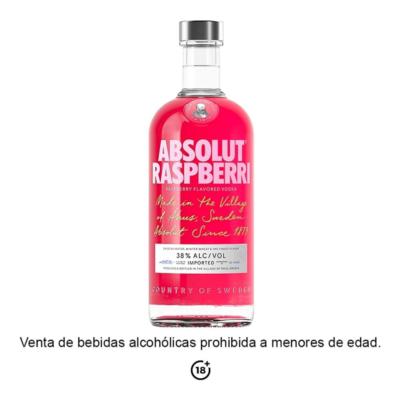 ABSOLUT
RASPBERRI
RASPBERRY FLAVORED VODKA
Made in the Village
of Åhus, Sweden
Absolut Since 1879
38% ALC/VOL
IMPORTED
COUNTRY OF SWEDEN
Venta de bebidas alcohólicas prohibida a menores de edad.
18+